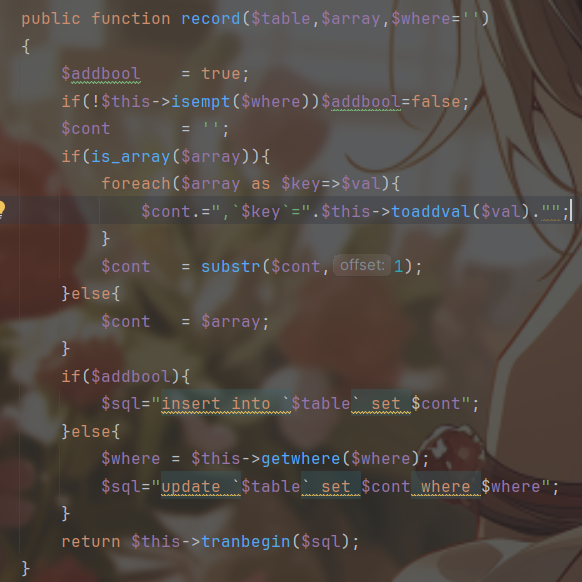 public function record($table,$array,$where='')
{
$addbool = true;
if(!$this->isempt($where))$addbool=false;
$cont = '';
if(is_array($array)){
foreach($array as $key=>$val){
$cont.=",`$key`=".$this->toaddval($val)."";
}
$cont = substr($cont, offset: 1);
}else{
$cont = $array;
}
if($addbool){
$sql="insert into `$table` set $cont";
}else{
$where = $this->getwhere($where);
$sql="update `$table` set $cont where $where";
}
return $this->tranbegin($sql);
}